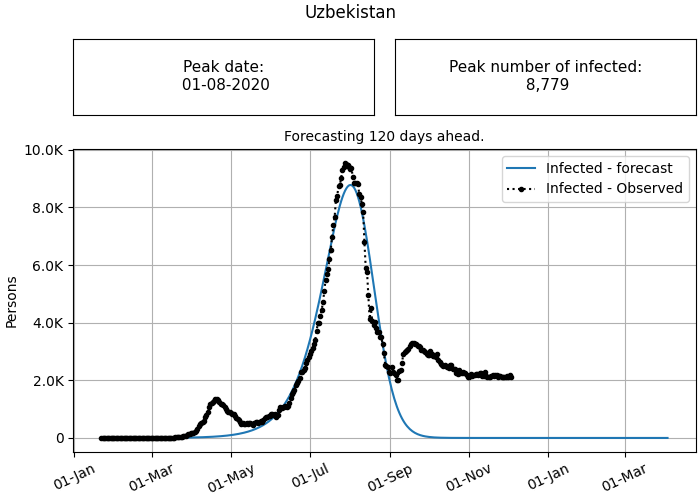 Uzbekistan
Peak date:
01-08-2020
Peak number of infected:
8,779
Forecasting 120 days ahead.
10.0K
8.0K
6.0K
4.0K
2.0K
0
Persons
Infected - forecast
Infected - Observed
01-Jan
01-Mar
01-May
01-Jul
01-Sep
01-Nov
01-Jan
01-Mar